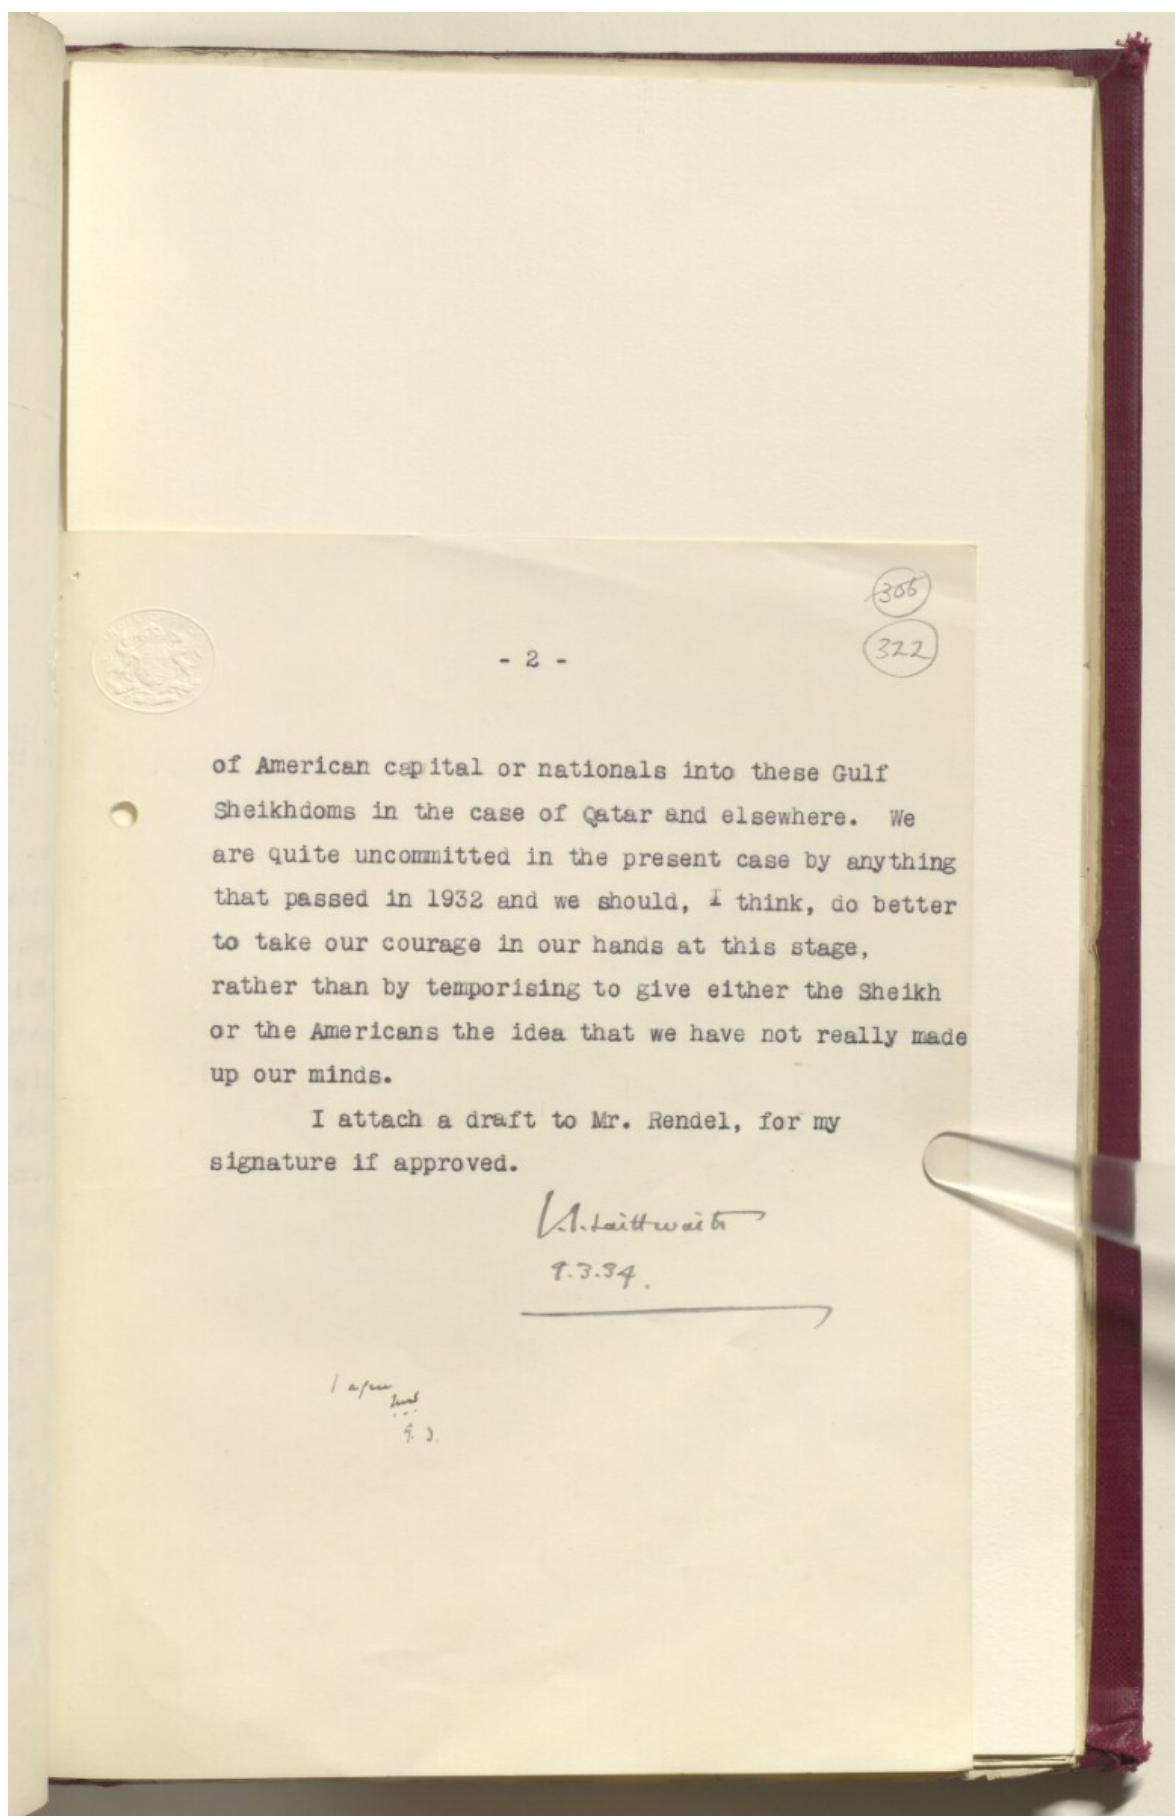 306
322
- 2 -
of American capital or nationals into these Gulf
Sheikhdoms in the case of Qatar and elsewhere. We
are quite uncommitted in the present case by anything
that passed in 1932 and we should, I think, do better
to take our courage in our hands at this stage,
rather than by temporising to give either the Sheikh
or the Americans the idea that we have not really made
up our minds.
I attach a draft to Mr. Rendel, for my
signature if approved.
Laithwaite
9.3.34.
I agree